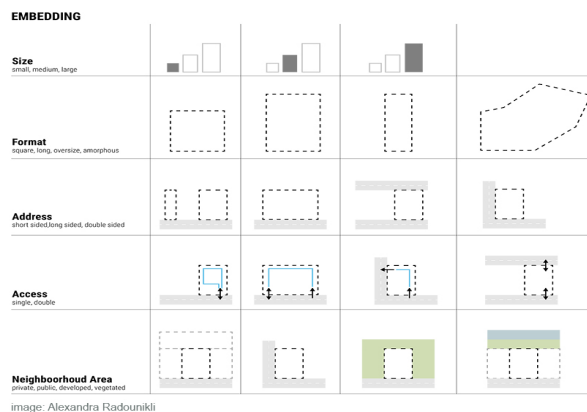 EMBEDDING
Size
small, medium, large
Format
square, long, oversize, amorphous
Address
short sided,long sided, double sided
Access
single, double
Neighboorhoud Area
private, public, developed, vegetated
image: Alexandra Radounikli